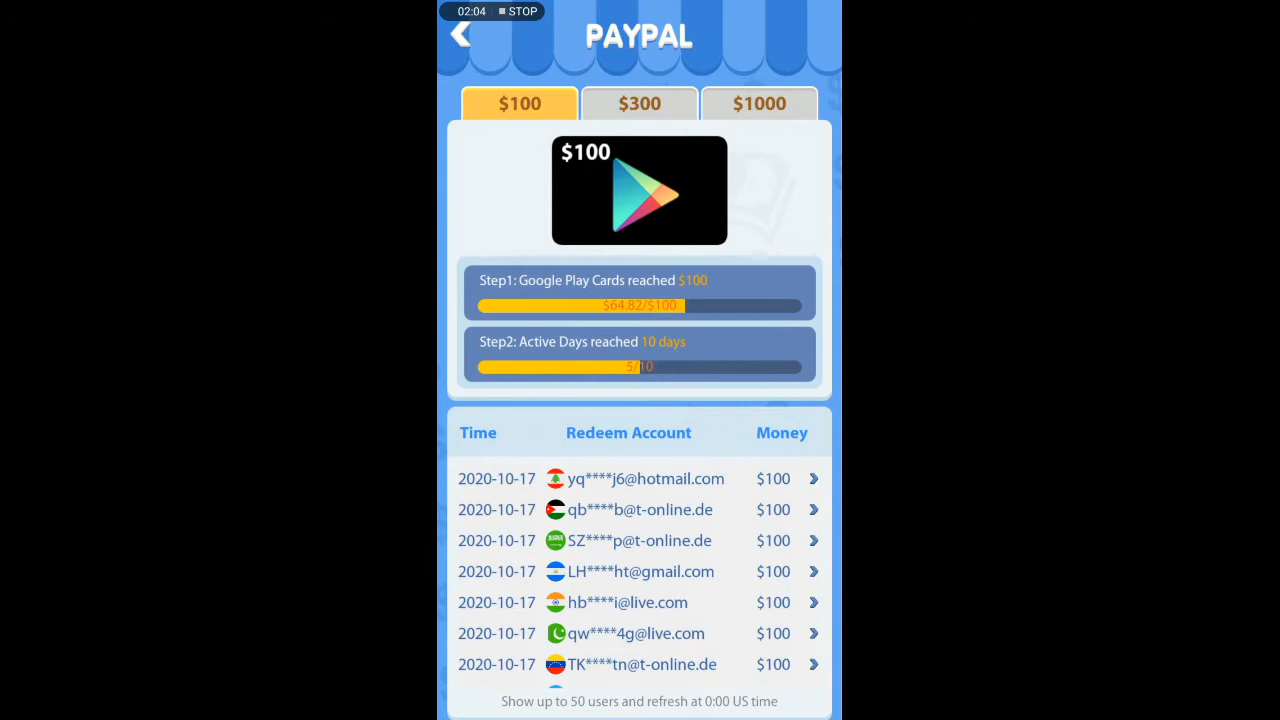 02:04 STOP
PAYPAL
$100 $300 $1000
$100
Step1: Google Play Cards reached $100
$64.82/$100
Step2: Active Days reached 10 days
5/10
Time Redeem Account Money
2020-10-17 yq****j6@hotmail.com $100
2020-10-17 qb****b@t-online.de $100
2020-10-17 SZ****p@t-online.de $100
2020-10-17 LH****ht@gmail.com $100
2020-10-17 hb****i@live.com $100
2020-10-17 qw****4g@live.com $100
2020-10-17 TK****tn@t-online.de $100
Show up to 50 users and refresh at 0:00 US time